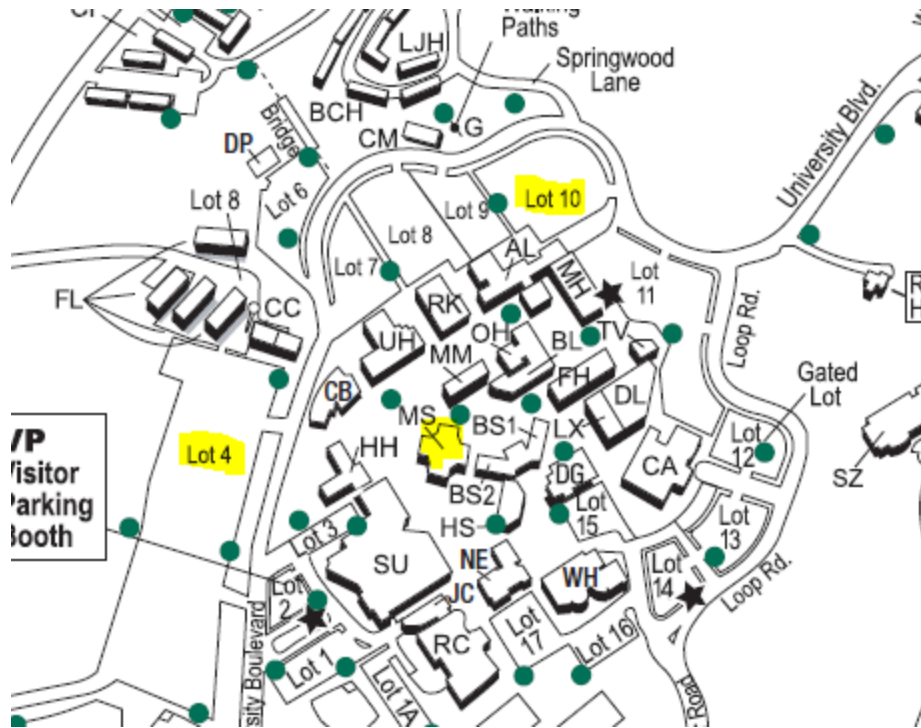 LJH
Walking
Paths
Springwood
Lane
University Blvd.
BCH
Bridge
CM
G
DP
Lot 6
Lot 8
Lot 9
Lot 10
Lot 8
AL
Lot 7
MH
Lot
11
FL
CC
RK
Loop Rd.
UH
OH
TV
MM
BL
CB
FH
Gated
Lot
DL
MS
BS1
LX
VP
Visitor
Parking
Booth
Lot 4
HH
Lot
12
CA
SZ
BS2
DG
HS
Lot
15
Lot 3
Lot
13
SU
NE
WH
Lot
14
Lot
2
JC
Loop Rd.
RC
Lot
17
Lot 16
Lot 1
Lot 1A
sity Boulevard
Road